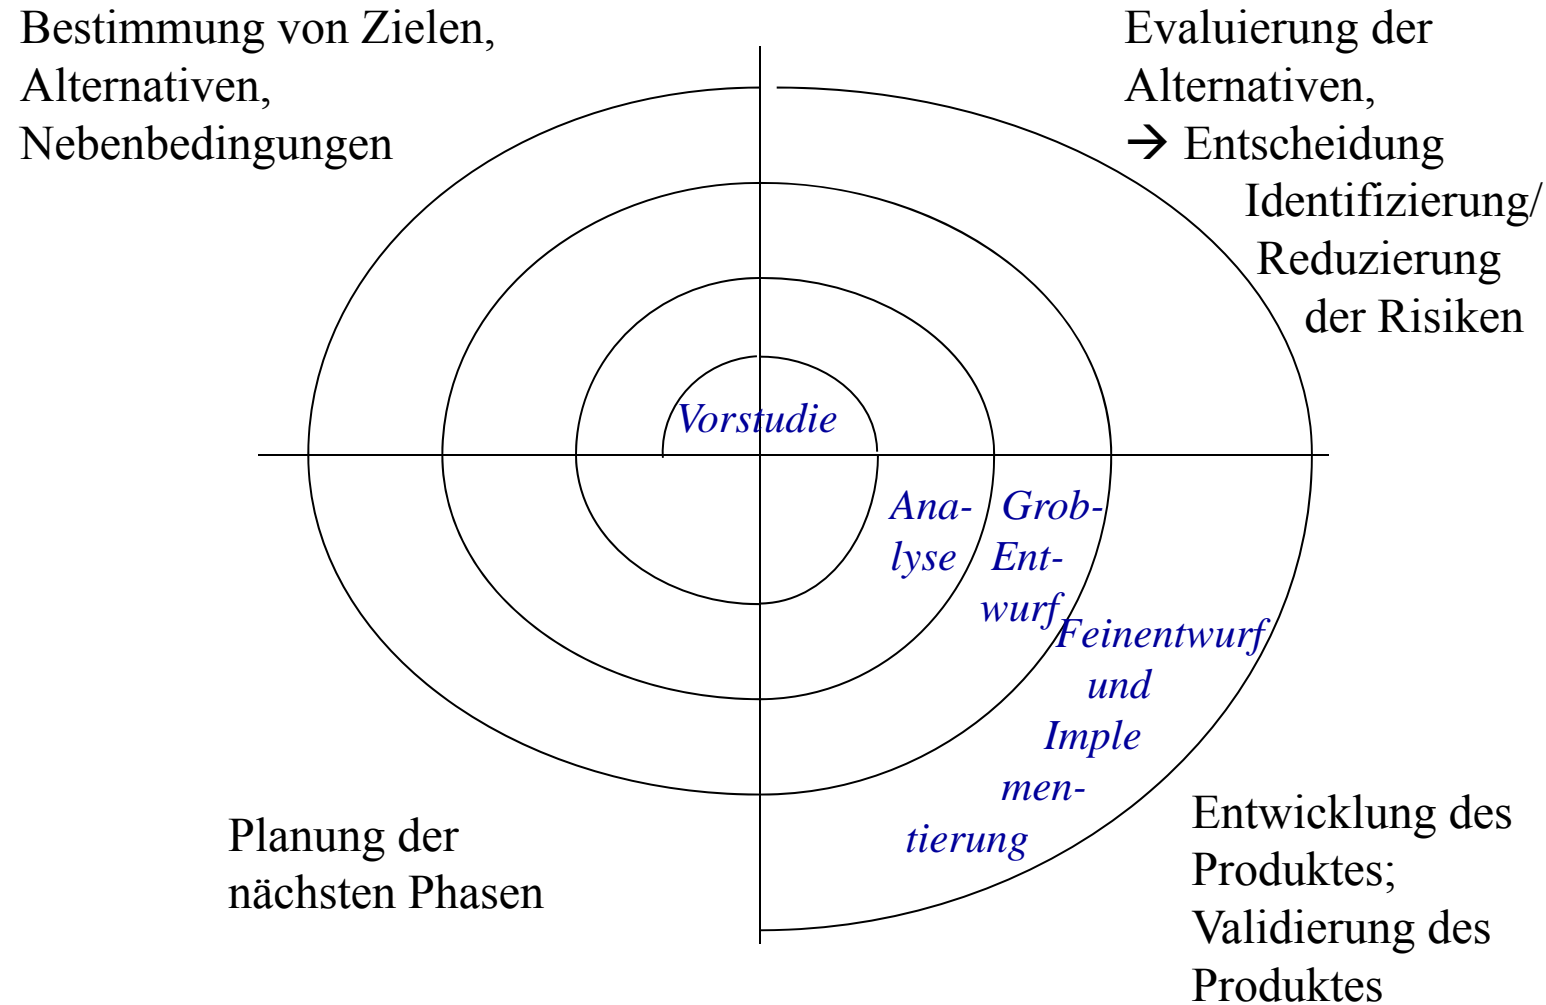 Bestimmung von Zielen,
Alternativen,
Nebenbedingungen
Evaluierung der
Alternativen,
→ Entscheidung
Identifizierung/
Reduzierung
der Risiken
Vorstudie
Ana-
lyse
Grob-
Ent-
wurf
Feinentwurf
und
Imple
men-
tierung
Planung der
nächsten Phasen
Entwicklung des
Produktes;
Validierung des
Produktes